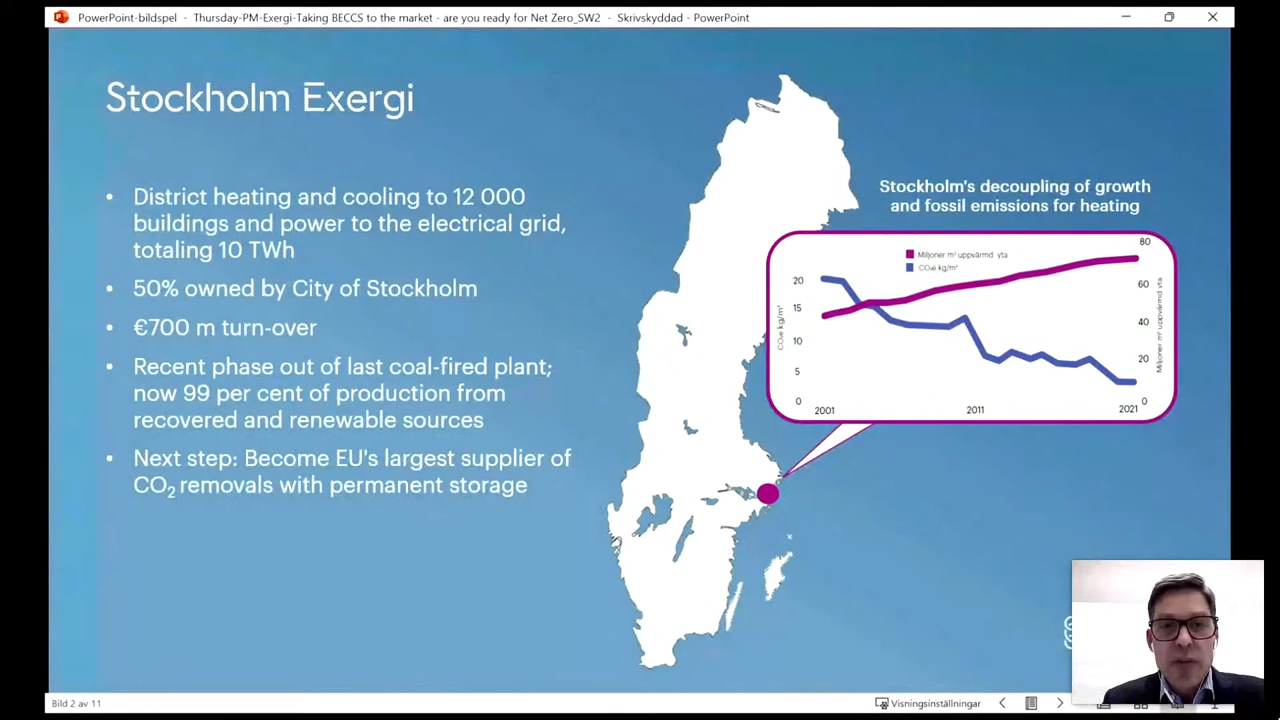 PowerPoint-bildspel - Thursday-PM-Exergi-Taking BECCS to the market - are you ready for Net Zero_SW2 - Skrivskyddad - PowerPoint
Stockholm Exergi
• District heating and cooling to 12 000
buildings and power to the electrical grid,
totaling 10 TWh
• 50% owned by City of Stockholm
• €700 m turn-over
• Recent phase out of last coal-fired plant;
now 99 per cent of production from
recovered and renewable sources
• Next step: Become EU's largest supplier of
CO₂ removals with permanent storage
Stockholm's decoupling of growth
and fossil emissions for heating
Miljoner m² uppvärmd yta
CO₂e kg/m²
CO₂e kg/m²
20
15
10
5
0
80
60
40
20
0
Miljoner m² uppvärmd yta
2001
2011
2021
Bild 2 av 11
Visningsinställningar